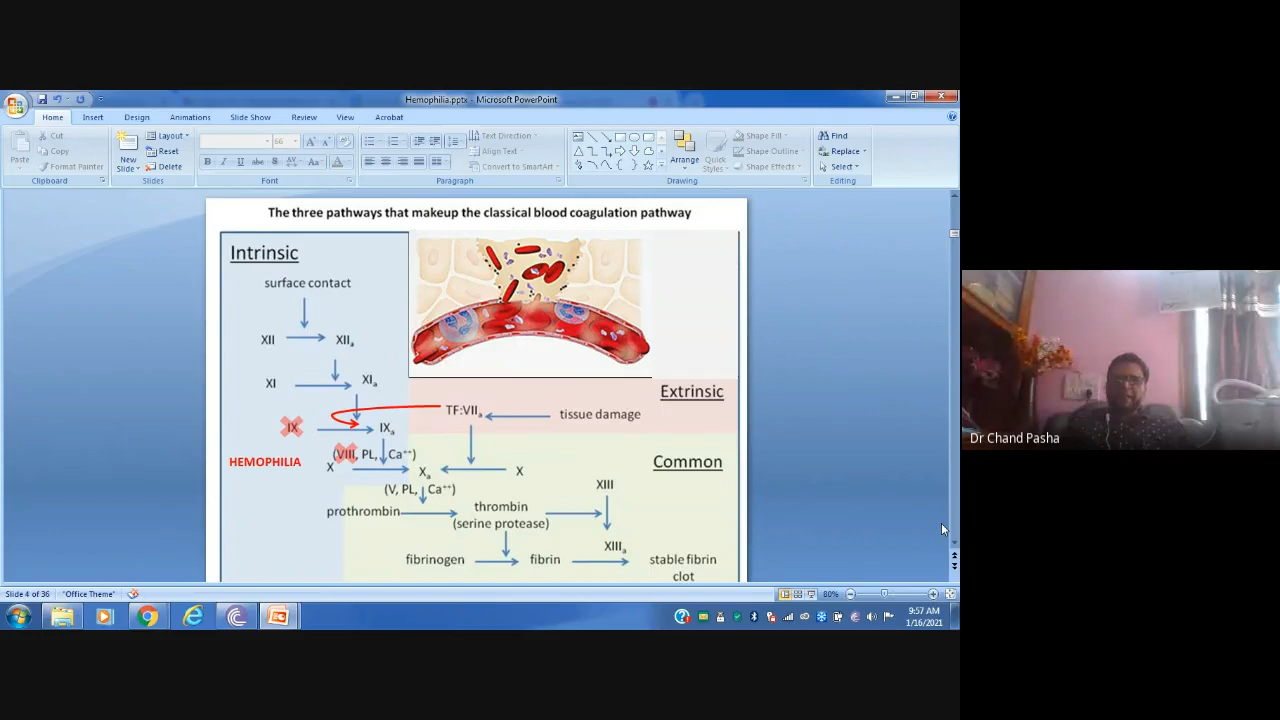 Hemophilia.pptx - Microsoft PowerPoint
Home Insert Design Animations Slide Show Review View Acrobat
Paste
Cut
Copy
Format Painter
Clipboard
New Slide
Layout
Reset
Delete
Slides
66
B I U abc S AV Aa A
Font
Text Direction
Align Text
Convert to SmartArt
Paragraph
Arrange
Quick Styles
Shape Fill
Shape Outline
Shape Effects
Drawing
Find
Replace
Select
Editing
The three pathways that makeup the classical blood coagulation pathway
Intrinsic
surface contact
XII XIIa
XI XIa
Extrinsic
TF:VIIa tissue damage
IX IXa
(VIII, PL, Ca++)
HEMOPHILIA
Common
X Xa X
(V, PL, Ca++)
XIII
prothrombin thrombin
(serine protease)
XIIIa
fibrinogen fibrin stable fibrin
clot
Slide 4 of 36 "Office Theme" 80%
9:57 AM
1/16/2021
Dr Chand Pasha